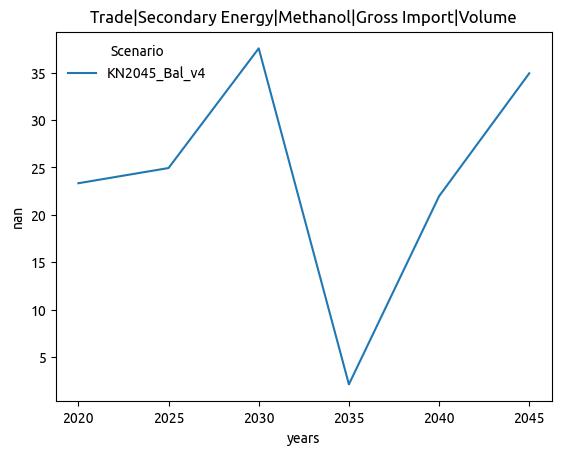 Trade|Secondary Energy|Methanol|Gross Import|Volume
Scenario
KN2045_Bal_v4
35
30
25
20
15
10
5
nan
2020 2025 2030 2035 2040 2045
years